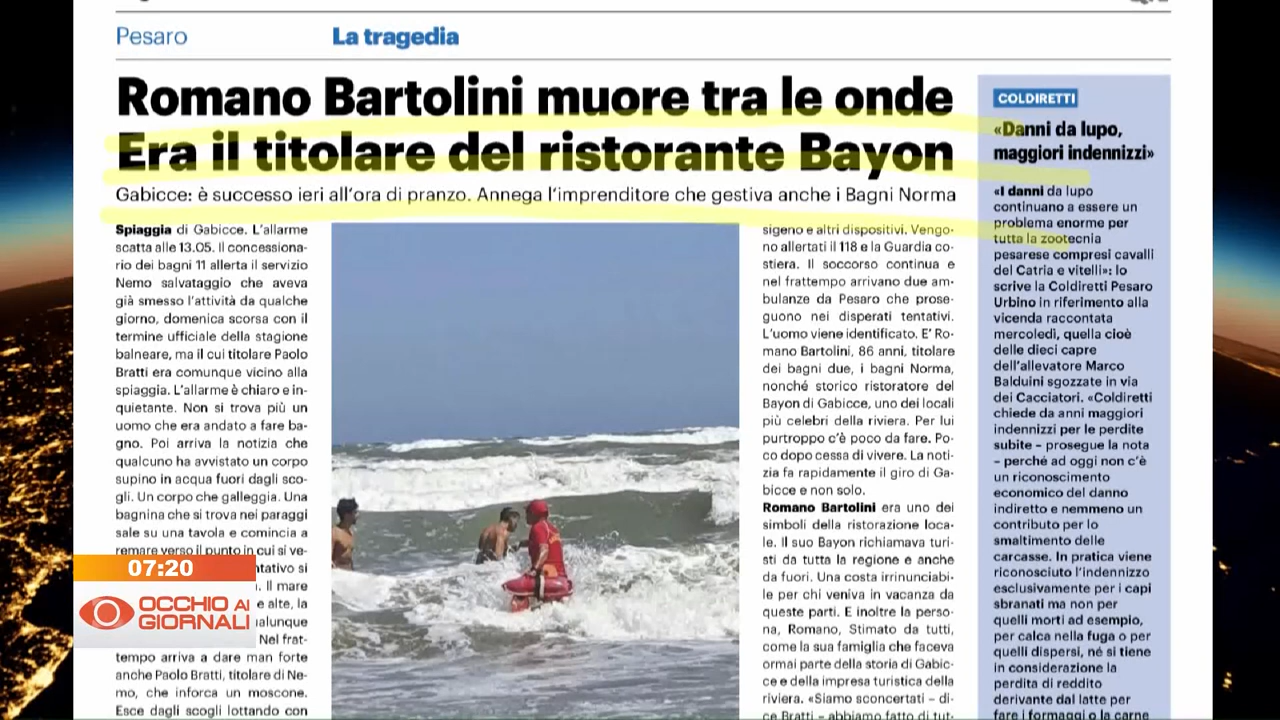 Pesaro
La tragedia
Romano Bartolini muore tra le onde
Era il titolare del ristorante Bayon
Gabicce: è successo ieri all'ora di pranzo. Annega l'imprenditore che gestiva anche i Bagni Norma
Spiaggia di Gabicce. L'allarme
scatta alle 13.05. Il concessiona-
rio dei bagni 11 allerta il servizio
Nemo salvataggio che aveva
già smesso l'attività da qualche
giorno, domenica scorsa con il
termine ufficiale della stagione
balneare, ma il cui titolare Paolo
Bratti era comunque vicino alla
spiaggia. L'allarme è chiaro e in-
quietante. Non si trova più un
uomo che era andato a fare ba-
gno. Poi arriva la notizia che
qualcuno ha avvistato un corpo
supino in acqua fuori dagli sco-
gli. Un corpo che galleggia. Una
bagnina che si trova nei paraggi
sale su una tavola e comincia a
remare verso il punto in cui si ve-
si
Il mare
e alte, la
Nel frat-
tempo arriva a dare man forte
anche Paolo Bratti, titolare di Ne-
mo, che inforca un moscone.
Esce dagli scogli lottando con
sigeno e altri dispositivi. Vengo-
no allertati il 118 e la Guardia co-
stiera. Il soccorso continua e
nel frattempo arrivano due am-
bulanze da Pesaro che prose-
guono nei disperati tentativi.
L'uomo viene identificato. E' Ro-
mano Bartolini, 86 anni, titolare
dei bagni due, i bagni Norma,
nonché storico ristoratore del
Bayon di Gabicce, uno dei locali
più celebri della riviera. Per lui
purtroppo c'è poco da fare. Po-
co dopo cessa di vivere. La noti-
zia fa rapidamente il giro di Ga-
bicce e non solo.
Romano Bartolini era uno dei
simboli della ristorazione loca-
le. Il suo Bayon richiamava turi-
sti da tutta la regione e anche
da fuori. Una costa irrinunciabi-
le per chi veniva in vacanza da
queste parti. E inoltre la perso-
na, Romano, Stimato da tutti,
come la sua famiglia che faceva
ormai parte della storia di Gabic-
ce e della impresa turistica della
riviera. «Siamo sconcertati – di-
ce Bratti – abbiamo fatto di tut-
COLDIRETTI
«Danni da lupo,
maggiori indennizzi»
«I danni da lupo
continuano a essere un
problema enorme per
tutta la zootecnia
pesarese compresi cavalli
del Catria e vitelli»: lo
scrive la Coldiretti Pesaro
Urbino in riferimento alla
vicenda raccontata
mercoledì, quella cioè
delle dieci capre
dell'allevatore Marco
Balduini sgozzate in via
dei Cacciatori. «Coldiretti
chiede da anni maggiori
indennizzi per le perdite
subite – prosegue la nota
– perché ad oggi non c'è
un riconoscimento
economico del danno
indiretto e nemmeno un
contributo per lo
smaltimento delle
carcasse. In pratica viene
riconosciuto l'indennizzo
esclusivamente per i capi
sbranati ma non per
quelli morti ad esempio,
per calca nella fuga o per
quelli dispersi, né si tiene
in considerazione la
perdita di reddito
derivante dal latte per
fare i formaggi o la carne
07:20
OCCHIO AI
GIORNALI